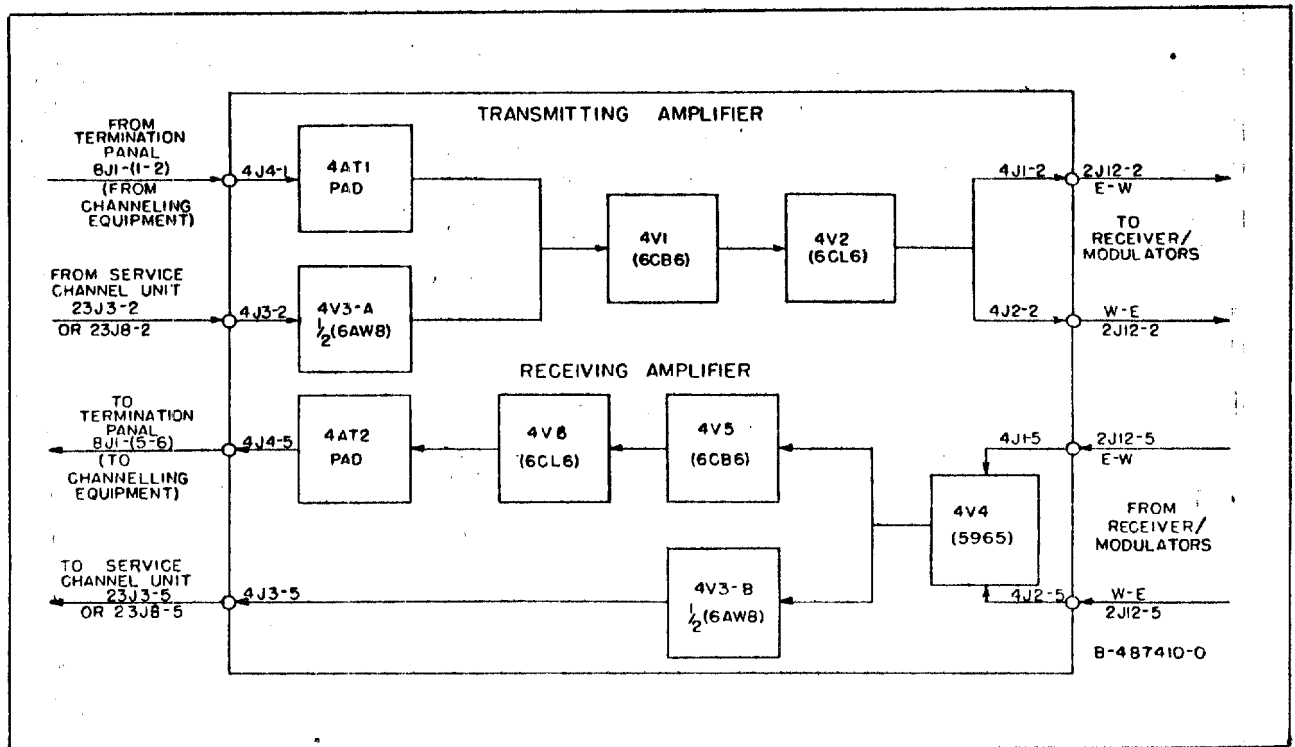 TRANSMITTING AMPLIFIER
FROM
TERMINATION
PANAL
8J1-(1-2)
(FROM
CHANNELING
EQUIPMENT)
4J4-1
4AT1
PAD
FROM SERVICE
CHANNEL UNIT
23J3-2
OR 23J8-2
4J3-2
4V3-A
1/2(6AW8)
4V1
(6CB6)
4V2
(6CL6)
4J1-2
2J12-2
E-W
TO
RECEIVER/
MODULATORS
4J2-2
W-E
2J12-2
RECEIVING AMPLIFIER
TO
TERMINATION
PANAL
8J1-(5-6)
(TO
CHANNELLING
EQUIPMENT)
4J4-5
4AT2
PAD
4V6
(6CL6)
4V5
(6CB6)
4J1-5
2J12-5
E-W
4V4
(5965)
FROM
RECEIVER/
MODULATORS
TO SERVICE
CHANNEL UNIT
23J3-5
OR 23J8-5
4J3-5
4V3-B
1/2(6AW8)
4J2-5
W-E
2J12-5
B-487410-0